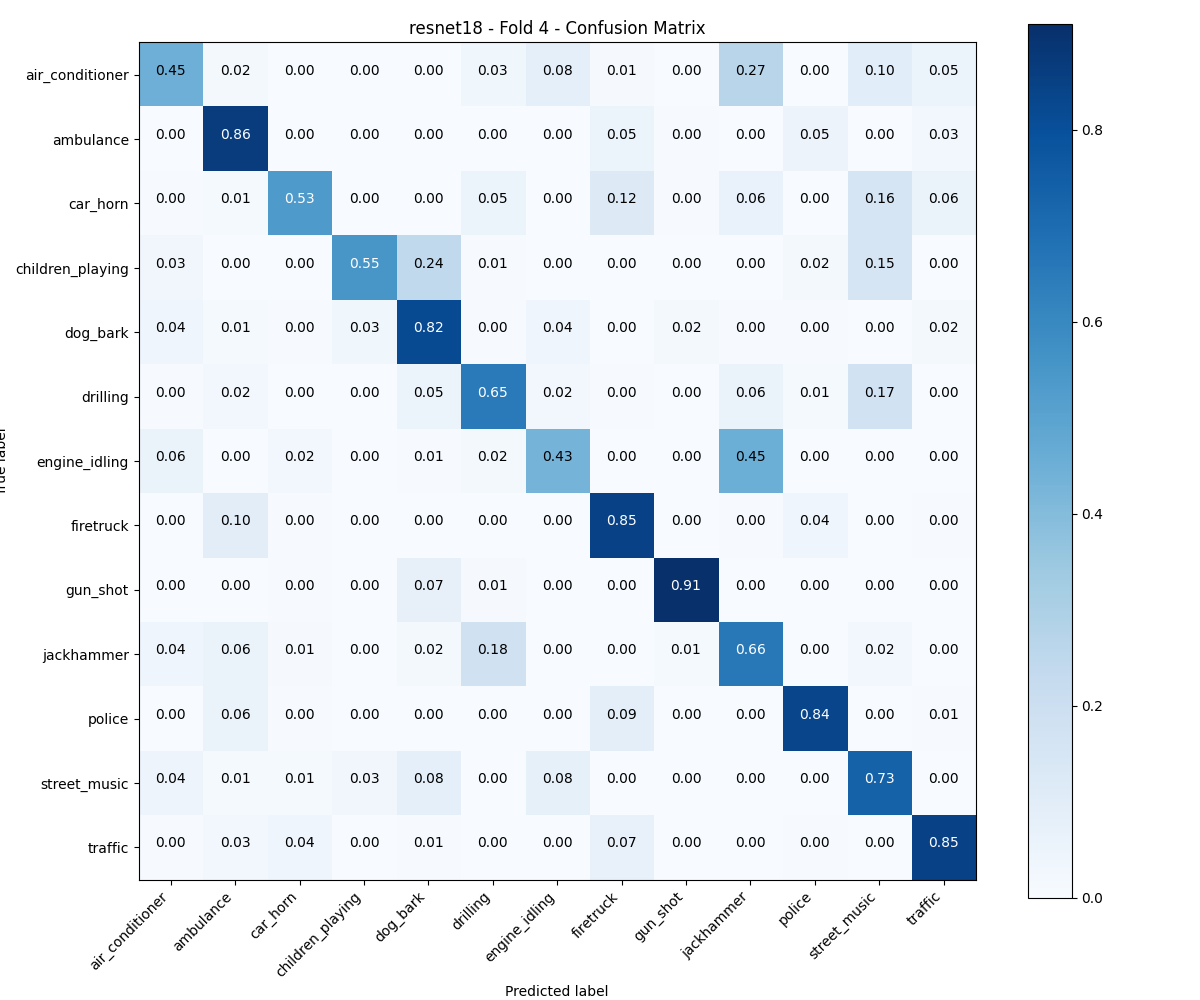 resnet18 - Fold 4 - Confusion Matrix
air_conditioner 0.45 0.02 0.00 0.00 0.00 0.03 0.08 0.01 0.00 0.27 0.00 0.10 0.05
ambulance 0.00 0.86 0.00 0.00 0.00 0.00 0.00 0.05 0.00 0.00 0.05 0.00 0.03
car_horn 0.00 0.01 0.53 0.00 0.00 0.05 0.00 0.12 0.00 0.06 0.00 0.16 0.06
children_playing 0.03 0.00 0.00 0.55 0.24 0.01 0.00 0.00 0.00 0.00 0.02 0.15 0.00
dog_bark 0.04 0.01 0.00 0.03 0.82 0.00 0.04 0.00 0.02 0.00 0.00 0.00 0.02
drilling 0.00 0.02 0.00 0.00 0.05 0.65 0.02 0.00 0.00 0.06 0.01 0.17 0.00
engine_idling 0.06 0.00 0.02 0.00 0.01 0.02 0.43 0.00 0.00 0.45 0.00 0.00 0.00
firetruck 0.00 0.10 0.00 0.00 0.00 0.00 0.00 0.85 0.00 0.00 0.04 0.00 0.00
gun_shot 0.00 0.00 0.00 0.00 0.07 0.01 0.00 0.00 0.91 0.00 0.00 0.00 0.00
jackhammer 0.04 0.06 0.01 0.00 0.02 0.18 0.00 0.00 0.01 0.66 0.00 0.02 0.00
police 0.00 0.06 0.00 0.00 0.00 0.00 0.00 0.09 0.00 0.00 0.84 0.00 0.01
street_music 0.04 0.01 0.01 0.03 0.08 0.00 0.08 0.00 0.00 0.00 0.00 0.73 0.00
traffic 0.00 0.03 0.04 0.00 0.01 0.00 0.00 0.07 0.00 0.00 0.00 0.00 0.85
air_conditioner
ambulance
car_horn
children_playing
dog_bark
drilling
engine_idling
firetruck
gun_shot
jackhammer
police
street_music
traffic
Predicted label
0.8
0.6
0.4
0.2
0.0